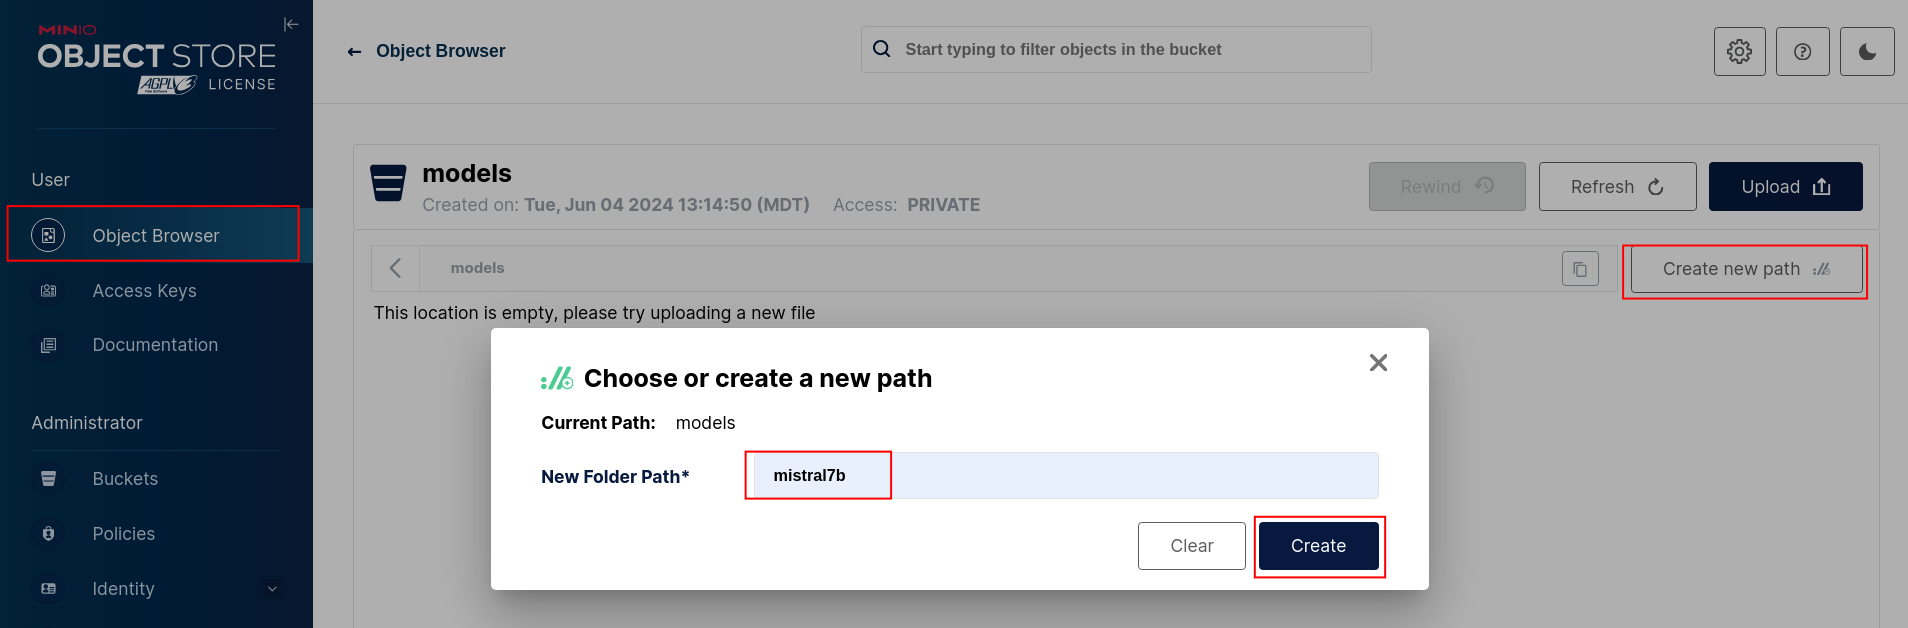 MINIO
OBJECT STORE
AGPLv3 LICENSE
User
Object Browser
Access Keys
Documentation
Administrator
Buckets
Policies
Identity
Object Browser
Start typing to filter objects in the bucket
models
Created on: Tue, Jun 04 2024 13:14:50 (MDT) Access: PRIVATE
Rewind
Refresh
Upload
models
Create new path
This location is empty, please try uploading a new file
Choose or create a new path
Current Path: models
New Folder Path* mistral7b
Clear
Create